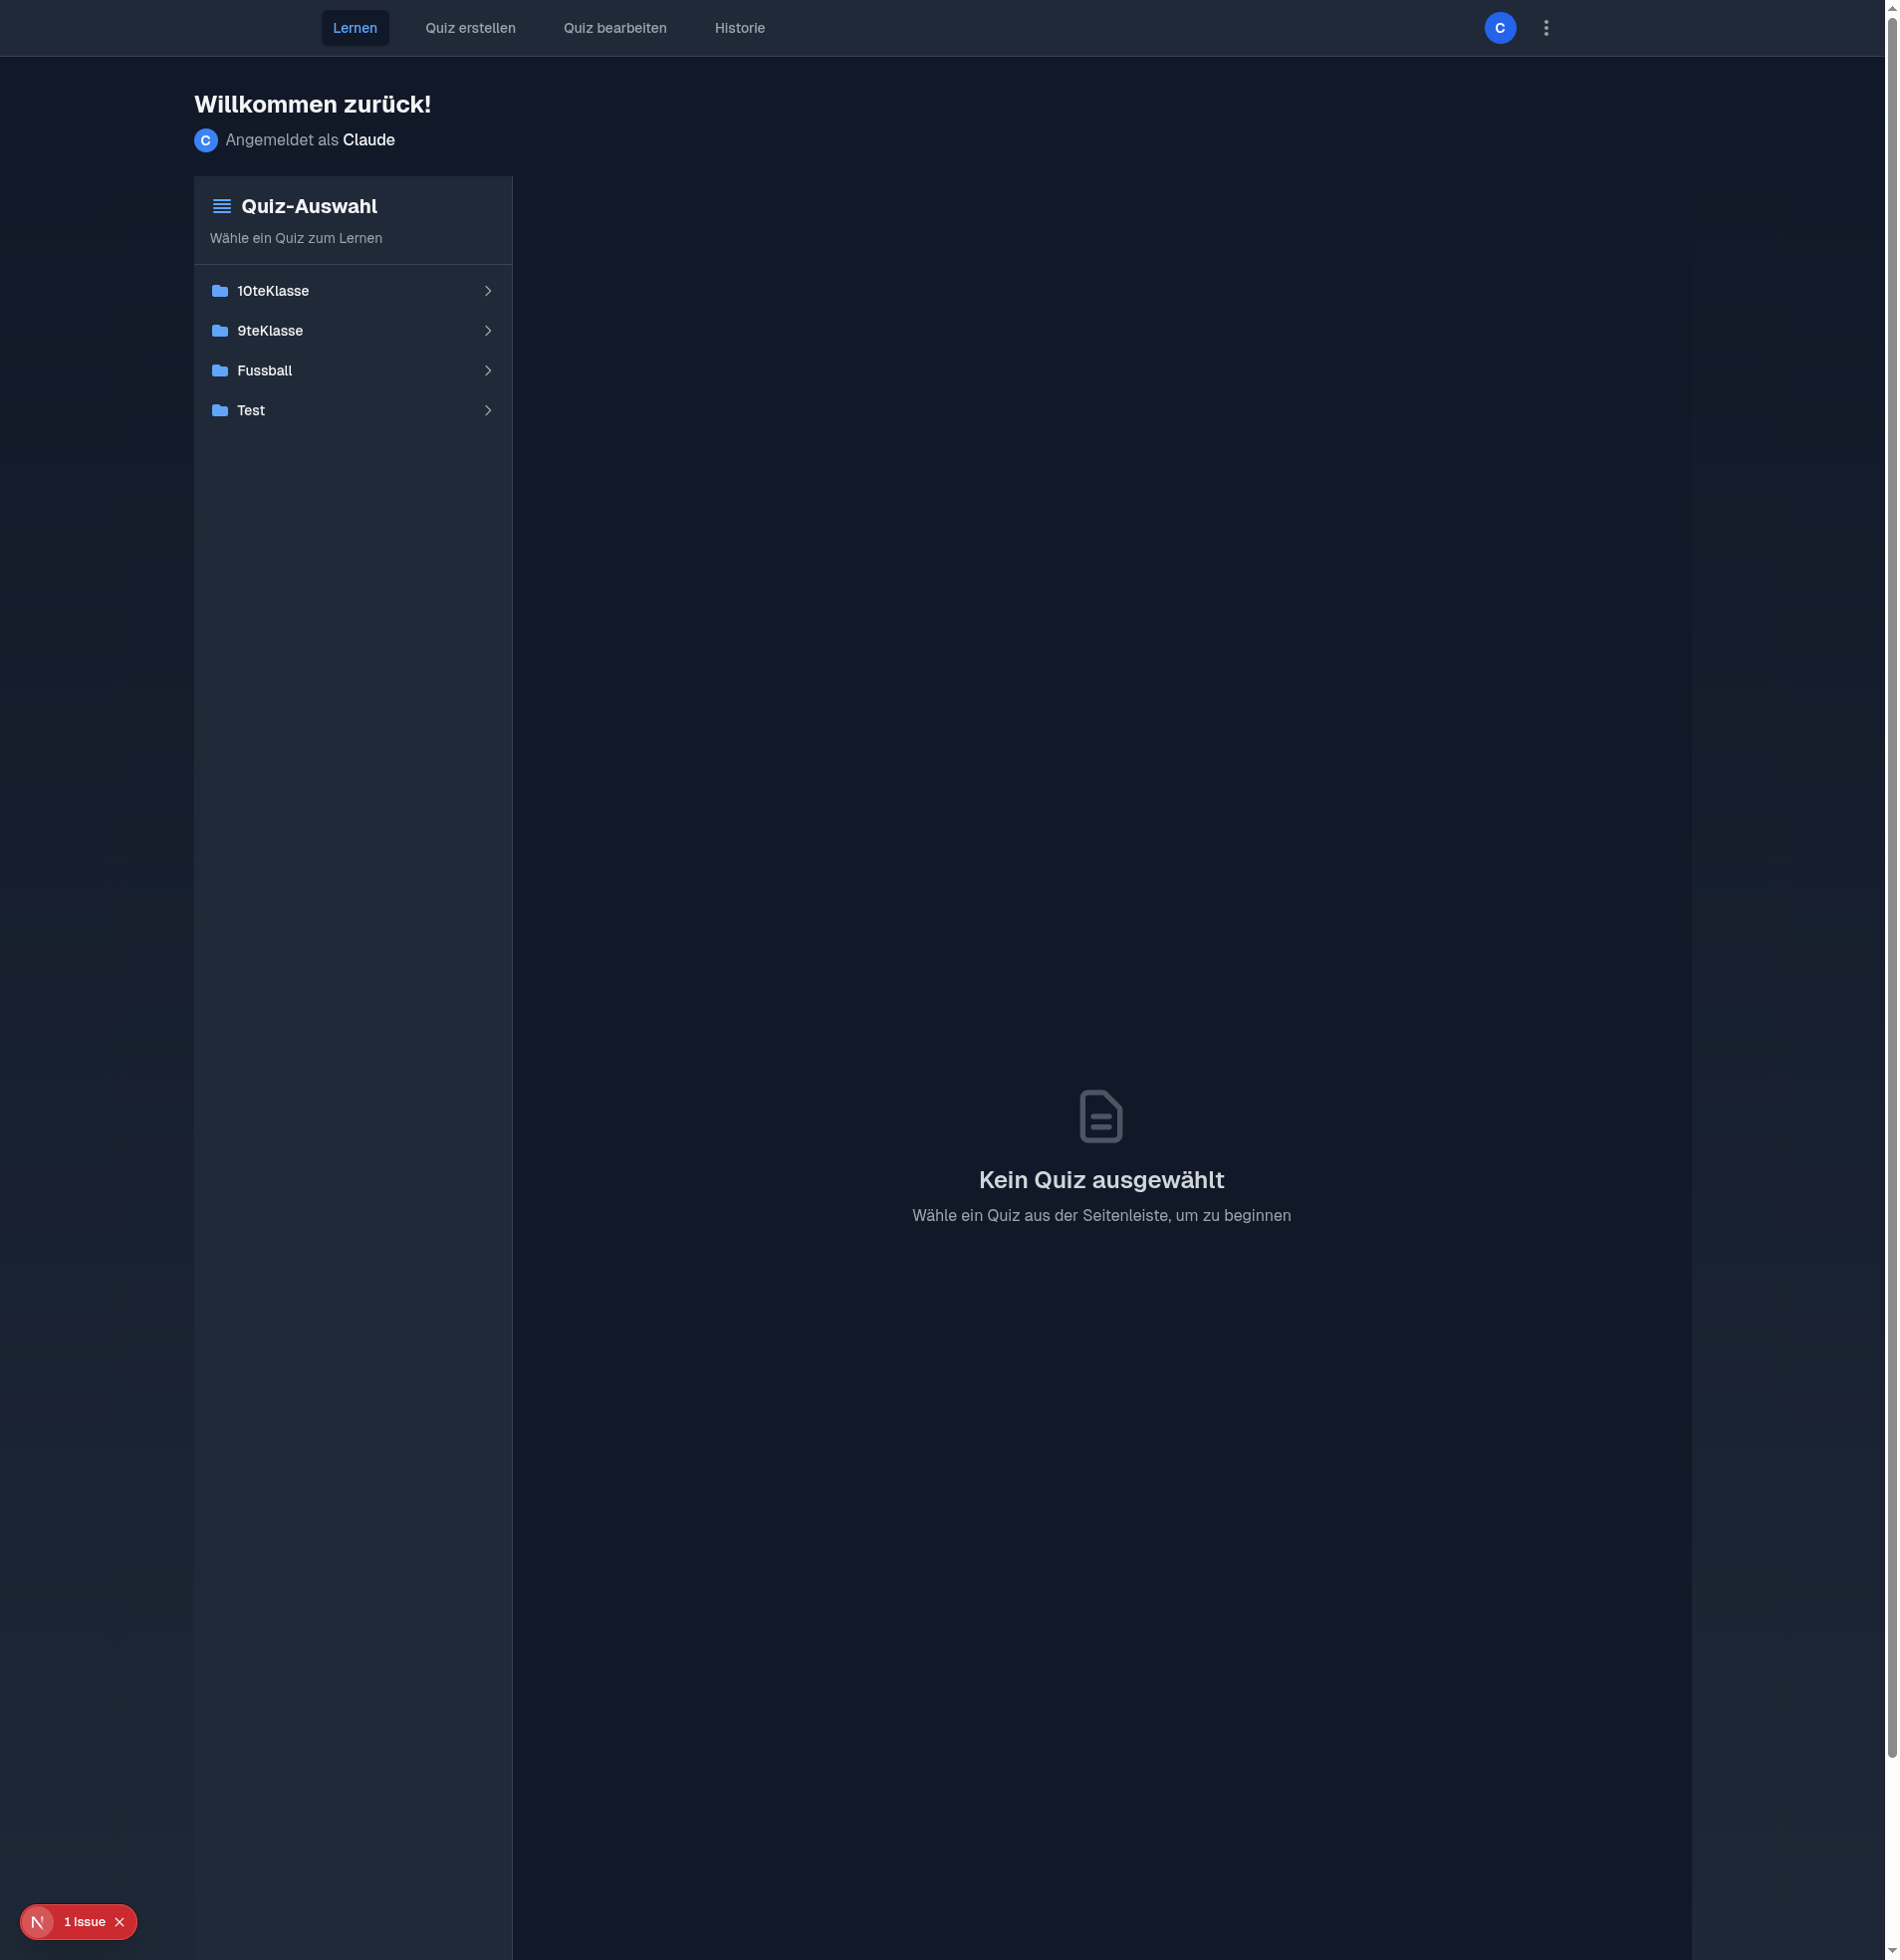 Lernen Quiz erstellen Quiz bearbeiten Historie C
Willkommen zurück!
C Angemeldet als Claude
Quiz-Auswahl
Wähle ein Quiz zum Lernen
10teKlasse
9teKlasse
Fussball
Test
Kein Quiz ausgewählt
Wähle ein Quiz aus der Seitenleiste, um zu beginnen
N 1 Issue